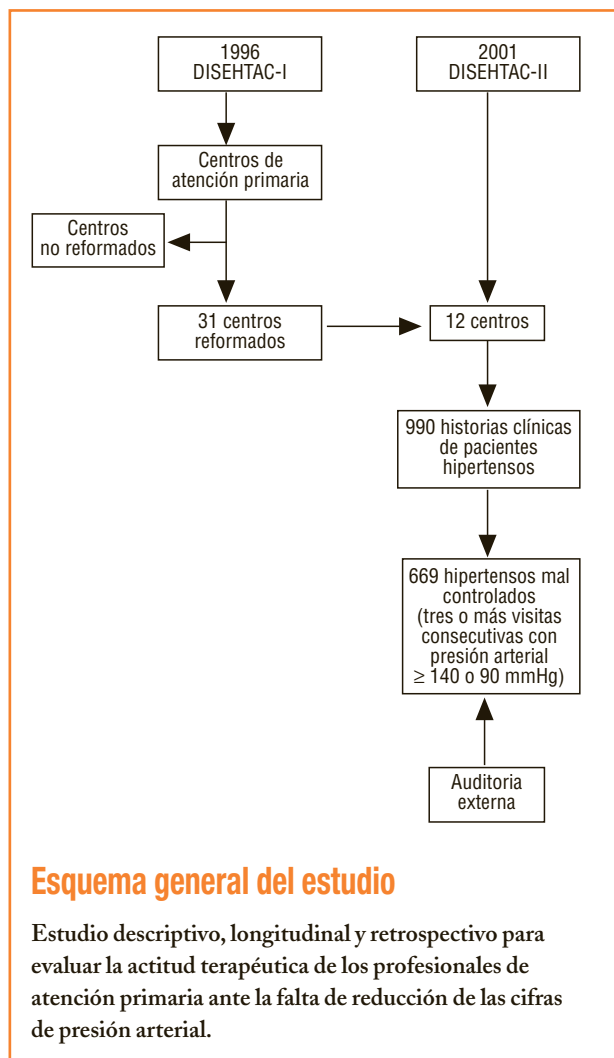 1996
DISEHTAC-I
2001
DISEHTAC-II
Centros de
atención primaria
Centros
no reformados
31 centros
reformados
12 centros
990 historias clínicas
de pacientes
hipertensos
669 hipertensos mal
controlados
(tres o más visitas
consecutivas con
presión arterial
≥ 140 o 90 mmHg)
Auditoria
externa
Esquema general del estudio
Estudio descriptivo, longitudinal y retrospectivo para
evaluar la actitud terapéutica de los profesionales de
atención primaria ante la falta de reducción de las cifras
de presión arterial.